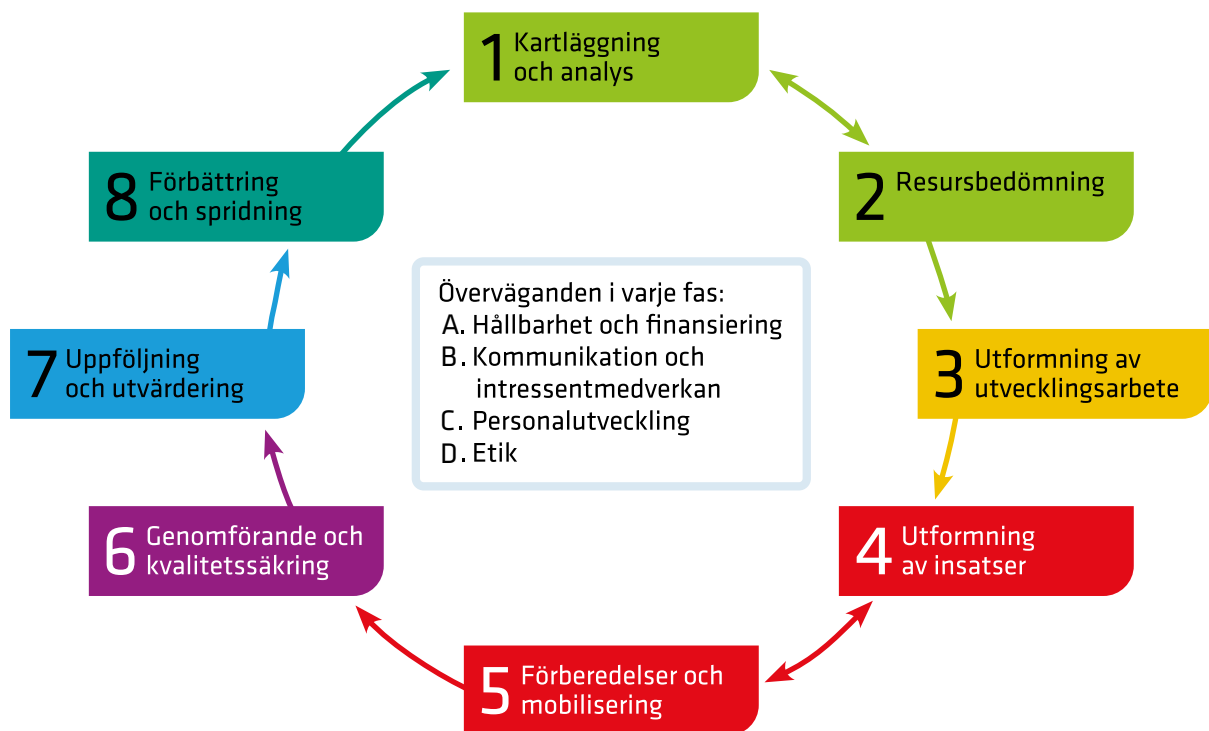 1 Kartläggning
och analys
2 Resursbedömning
3 Utformning av
utvecklingsarbete
4 Utformning
av insatser
5 Förberedelser och
mobilisering
6 Genomförande och
kvalitetssäkring
7 Uppföljning
och utvärdering
8 Förbättring
och spridning
Överväganden i varje fas:
A. Hållbarhet och finansiering
B. Kommunikation och
intressentmedverkan
C. Personalutveckling
D. Etik